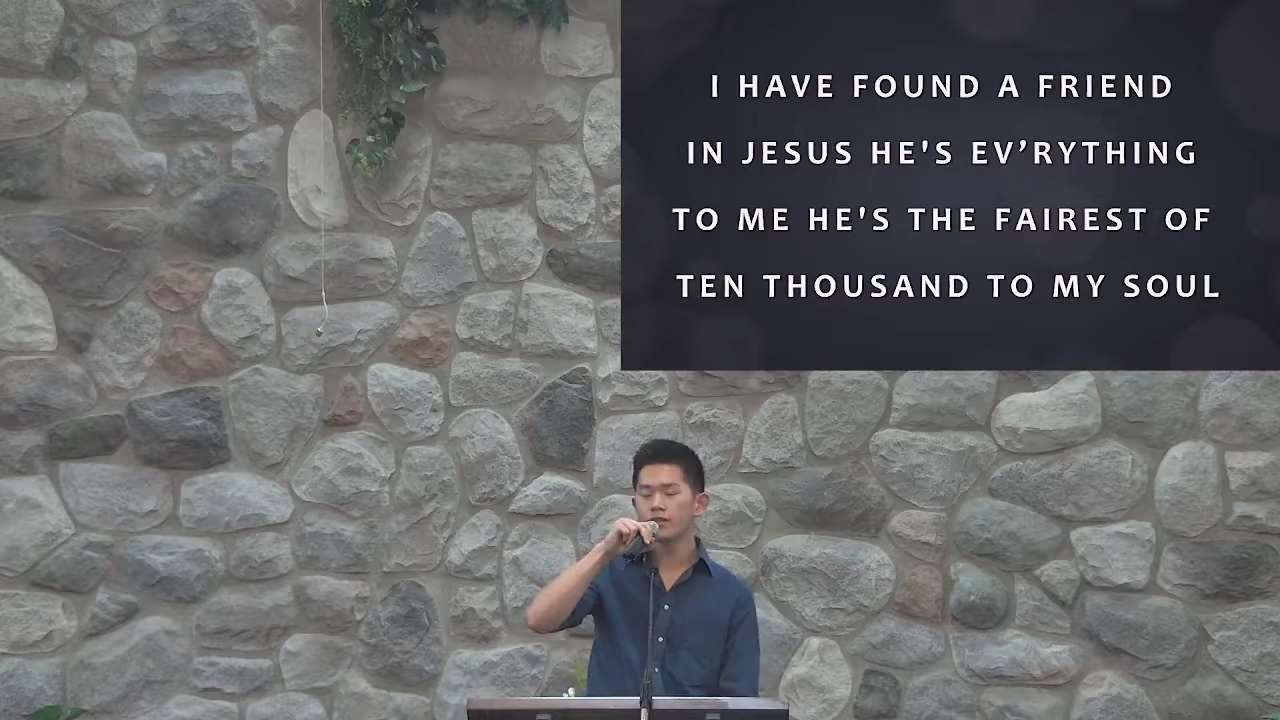 I HAVE FOUND A FRIEND
IN JESUS HE'S EV’RYTHING
TO ME HE'S THE FAIREST OF
TEN THOUSAND TO MY SOUL